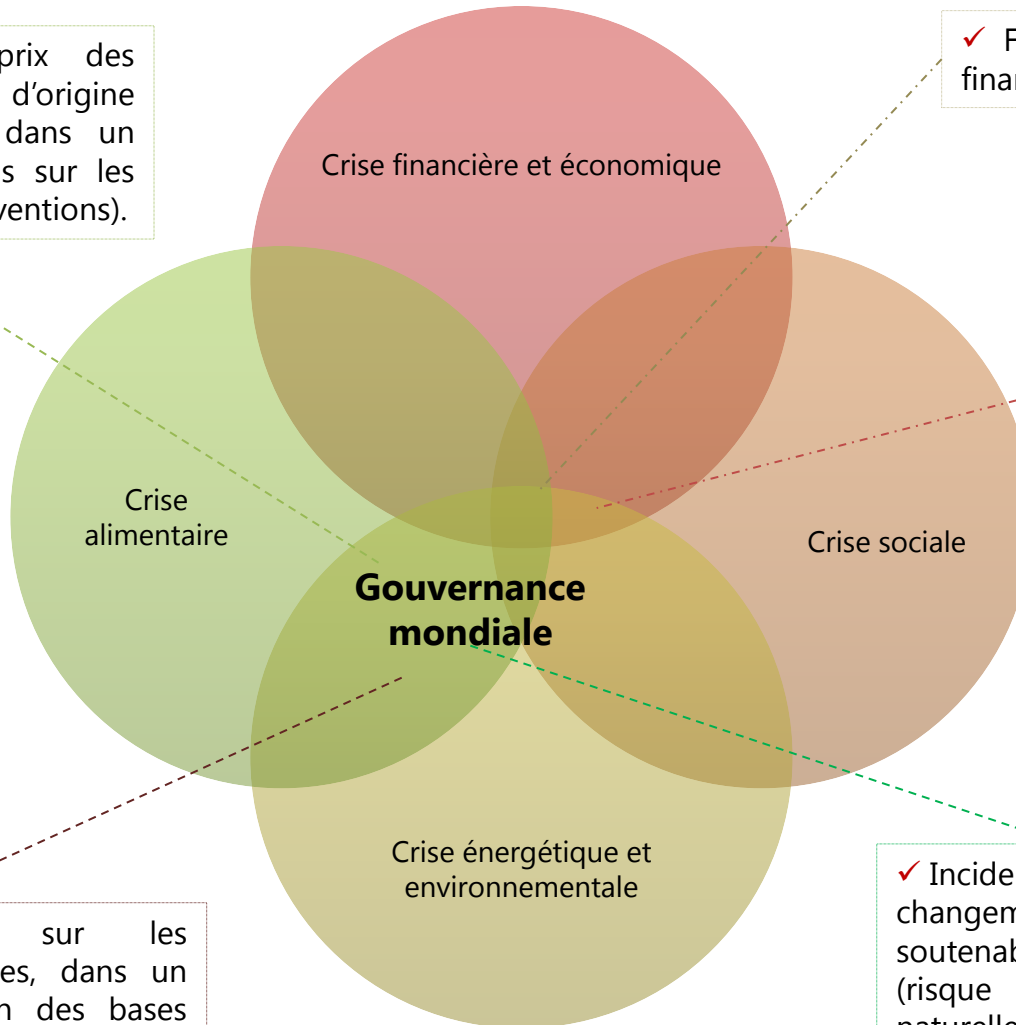 prix des
d'origine
dans un
s sur les
ventions).
✓ F
finan
Crise financière et économique
Crise
alimentaire
Crise sociale
Gouvernance
mondiale
Crise énergétique et
environnementale
sur les
es, dans un
n des bases
✓ Incide
changem
soutenab
(risque